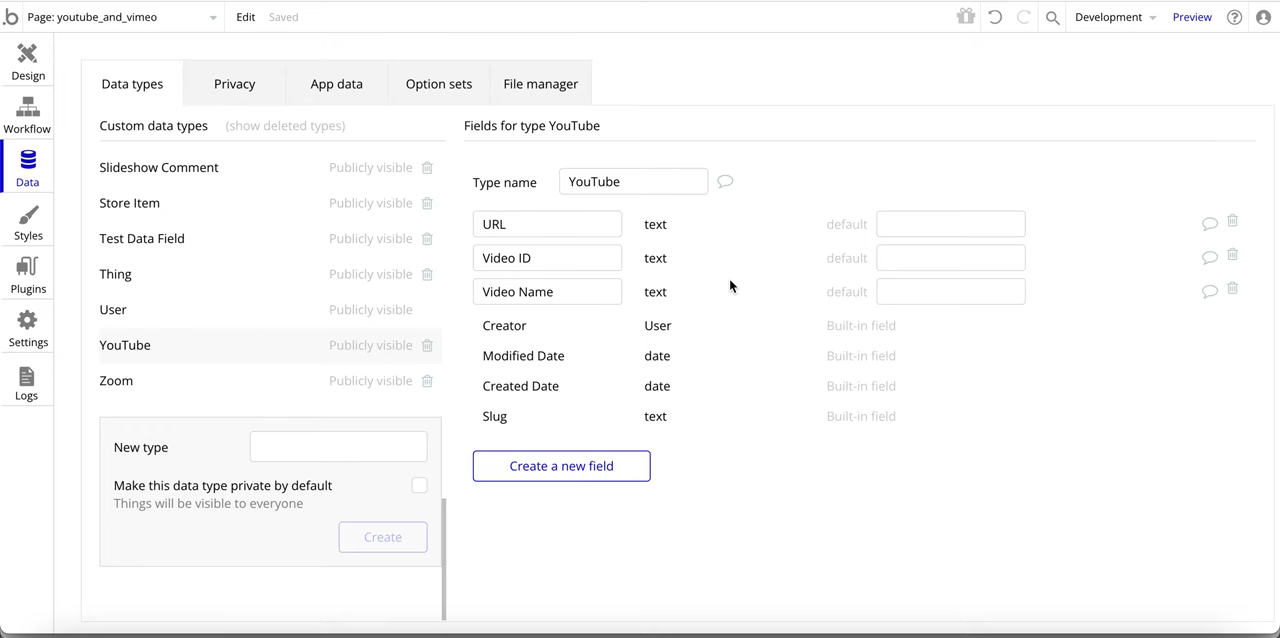 .b Page: youtube_and_vimeo Edit Saved Development Preview
Design
Workflow
Data
Styles
Plugins
Settings
Logs
Data types Privacy App data Option sets File manager
Custom data types (show deleted types)
Slideshow Comment Publicly visible
Store Item Publicly visible
Test Data Field Publicly visible
Thing Publicly visible
User Publicly visible
YouTube Publicly visible
Zoom Publicly visible
New type
Make this data type private by default
Things will be visible to everyone
Create
Fields for type YouTube
Type name YouTube
URL text default
Video ID text default
Video Name text default
Creator User Built-in field
Modified Date date Built-in field
Created Date date Built-in field
Slug text Built-in field
Create a new field